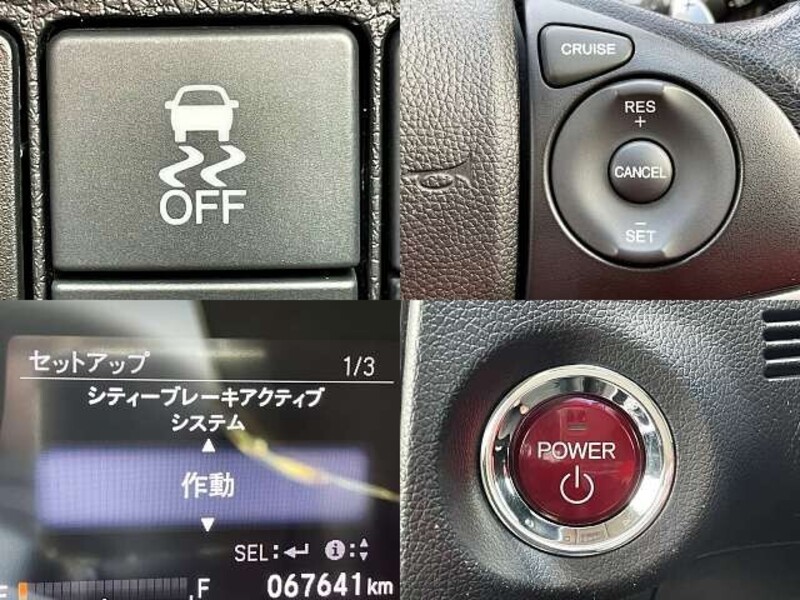 OFF
CRUISE
RES
+
CANCEL
−
SET
セットアップ 1/3
シティーブレーキアクティブ
システム
▲
作動
▼
SEL:↵ i:▲▼
F
067641km
POWER